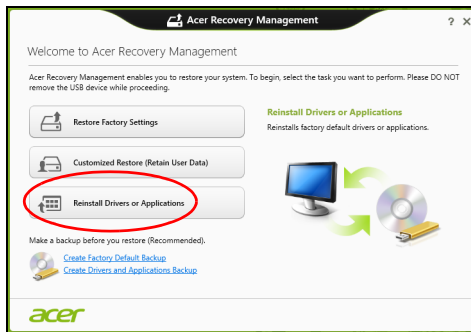 Acer Recovery Management
? X
Welcome to Acer Recovery Management
Acer Recovery Management enables you to restore your system. To begin, select the task you want to perform. Please DO NOT
remove the USB device while proceeding.
Restore Factory Settings
Customized Restore (Retain User Data)
Reinstall Drivers or Applications
Reinstall Drivers or Applications
Reinstalls factory default drivers or applications.
Make a backup before you restore (Recommended).
Create Factory Default Backup
Create Drivers and Applications Backup
acer